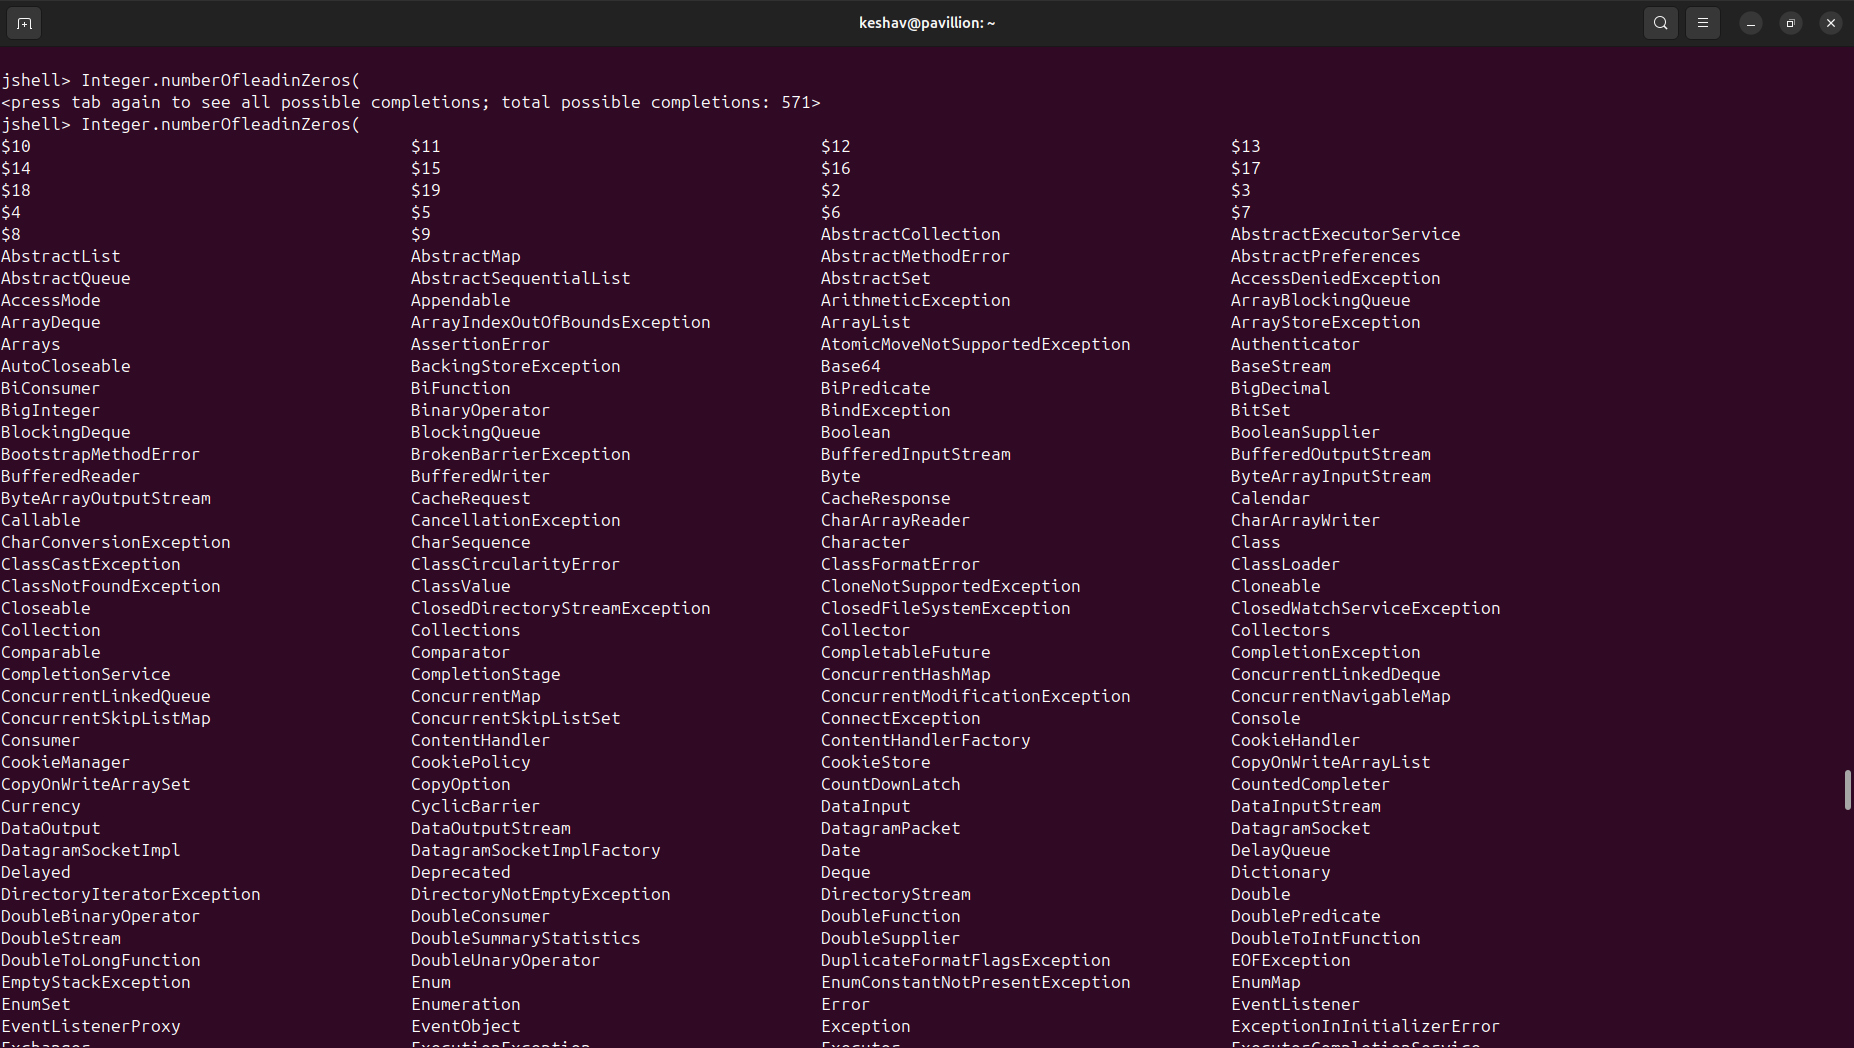 keshav@pavillion: ~
jshell> Integer.numberOfleadinZeros(
<press tab again to see all possible completions; total possible completions: 571>
jshell> Integer.numberOfleadinZeros(
$10 $11 $12 $13
$14 $15 $16 $17
$18 $19 $2 $3
$4 $5 $6 $7
$8 $9 AbstractCollection AbstractExecutorService
AbstractList AbstractMap AbstractMethodError AbstractPreferences
AbstractQueue AbstractSequentialList AbstractSet AccessDeniedException
AccessMode Appendable ArithmeticException ArrayBlockingQueue
ArrayDeque ArrayIndexOutOfBoundsException ArrayList ArrayStoreException
Arrays AssertionError AtomicMoveNotSupportedException Authenticator
AutoCloseable BackingStoreException Base64 BaseStream
BiConsumer BiFunction BiPredicate BigDecimal
BigInteger BinaryOperator BindException BitSet
BlockingDeque BlockingQueue Boolean BooleanSupplier
BootstrapMethodError BrokenBarrierException BufferedInputStream BufferedOutputStream
BufferedReader BufferedWriter Byte ByteArrayInputStream
ByteArrayOutputStream CacheRequest CacheResponse Calendar
Callable CancellationException CharArrayReader CharArrayWriter
CharConversionException CharSequence Character Class
ClassCastException ClassCircularityError ClassFormatError ClassLoader
ClassNotFoundException ClassValue CloneNotSupportedException Cloneable
Closeable ClosedDirectoryStreamException ClosedFileSystemException ClosedWatchServiceException
Collection Collections Collector Collectors
Comparable Comparator CompletableFuture CompletionException
CompletionService CompletionStage ConcurrentHashMap ConcurrentLinkedDeque
ConcurrentLinkedQueue ConcurrentMap ConcurrentModificationException ConcurrentNavigableMap
ConcurrentSkipListMap ConcurrentSkipListSet ConnectException Console
Consumer ContentHandler ContentHandlerFactory CookieHandler
CookieManager CookiePolicy CookieStore CopyOnWriteArrayList
CopyOnWriteArraySet CopyOption CountDownLatch CountedCompleter
Currency CyclicBarrier DataInput DataInputStream
DataOutput DataOutputStream DatagramPacket DatagramSocket
DatagramSocketImpl DatagramSocketImplFactory Date DelayQueue
Delayed Deprecated Deque Dictionary
DirectoryIteratorException DirectoryNotEmptyException DirectoryStream Double
DoubleBinaryOperator DoubleConsumer DoubleFunction DoublePredicate
DoubleStream DoubleSummaryStatistics DoubleSupplier DoubleToIntFunction
DoubleToLongFunction DoubleUnaryOperator DuplicateFormatFlagsException EOFException
EmptyStackException Enum EnumConstantNotPresentException EnumMap
EnumSet Enumeration Error EventListener
EventListenerProxy EventObject Exception ExceptionInInitializerError
Exchanger ExecutionException Executor ExecutorCompletionService